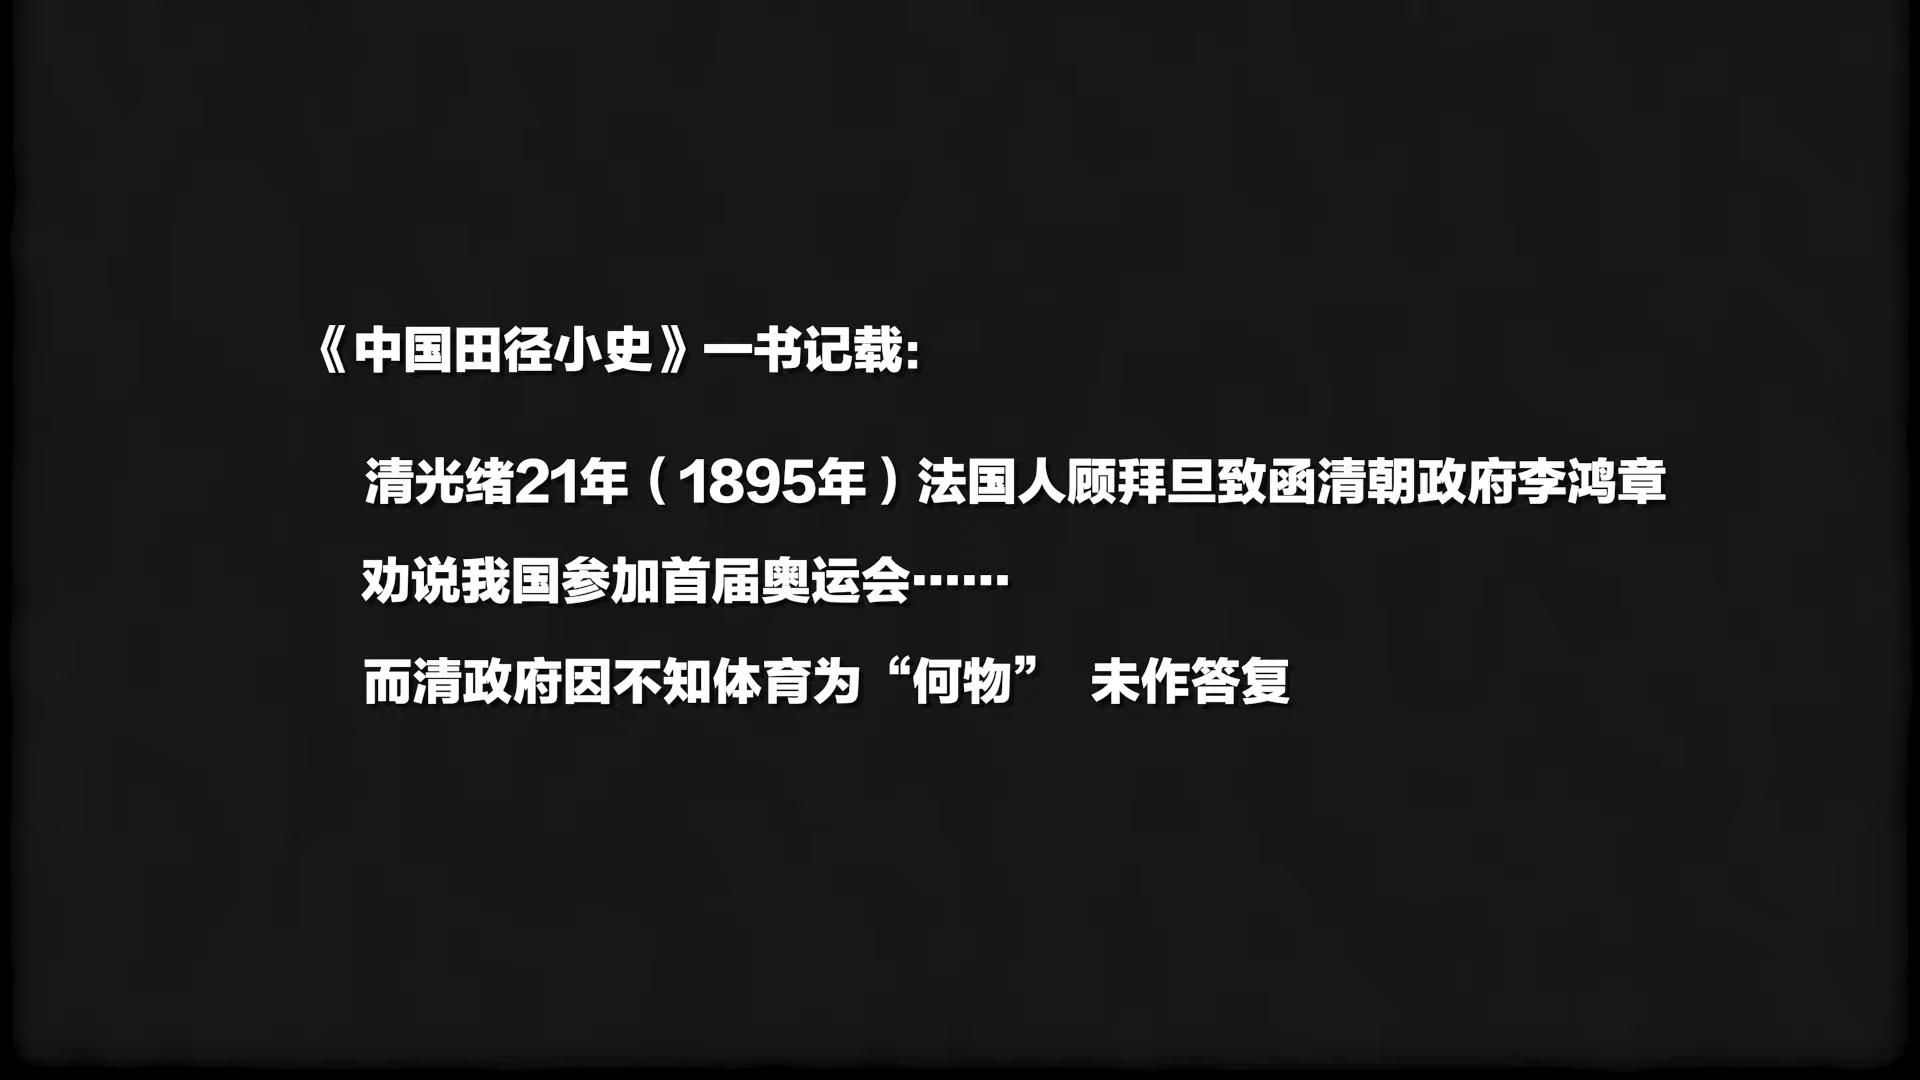 《中国田径小史》一书记载:
清光绪21年（1895年）法国人顾拜旦致函清朝政府李鸿章
劝说我国参加首届奥运会……
而清政府因不知体育为“何物” 未作答复